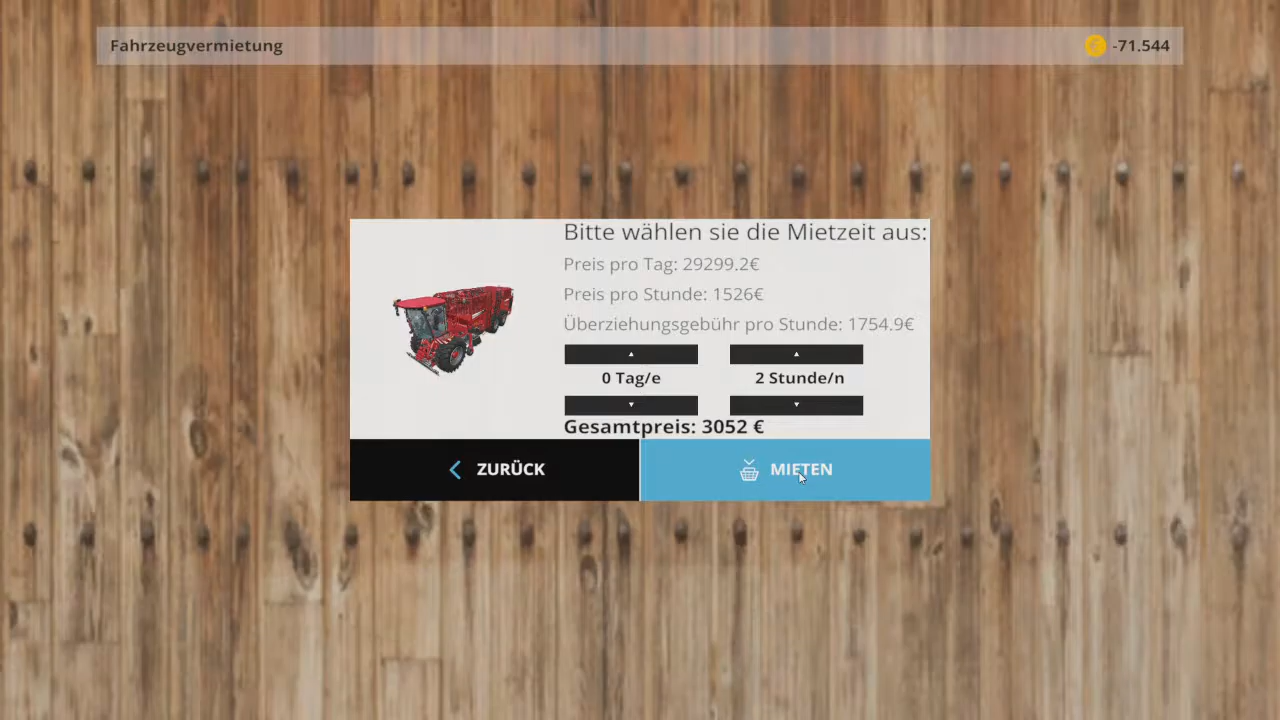 Fahrzeugvermietung
-71.544
Bitte wählen sie die Mietzeit aus:
Preis pro Tag: 29299.2€
Preis pro Stunde: 1526€
Überziehungsgebühr pro Stunde: 1754.9€
0 Tag/e
2 Stunde/n
Gesamtpreis: 3052 €
ZURÜCK
MIETEN